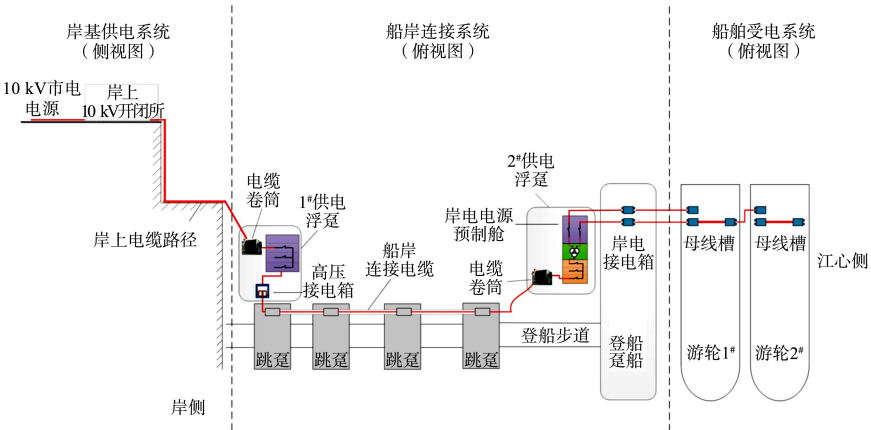 岸基供电系统
（侧视图）
船岸连接系统
（俯视图）
船舶受电系统
（俯视图）
10 kV市电
电源
岸上
10 kV开闭所
岸上电缆路径
岸侧
电缆
卷筒
1#供电
浮趸
高压
接电箱
船岸
连接电缆
2#供电
浮趸
岸电电源
预制舱
电缆
卷筒
岸电
接电箱
母线槽
母线槽
江心侧
登船步道
登船
趸船
跳趸
跳趸
跳趸
跳趸
游轮1#
游轮2#